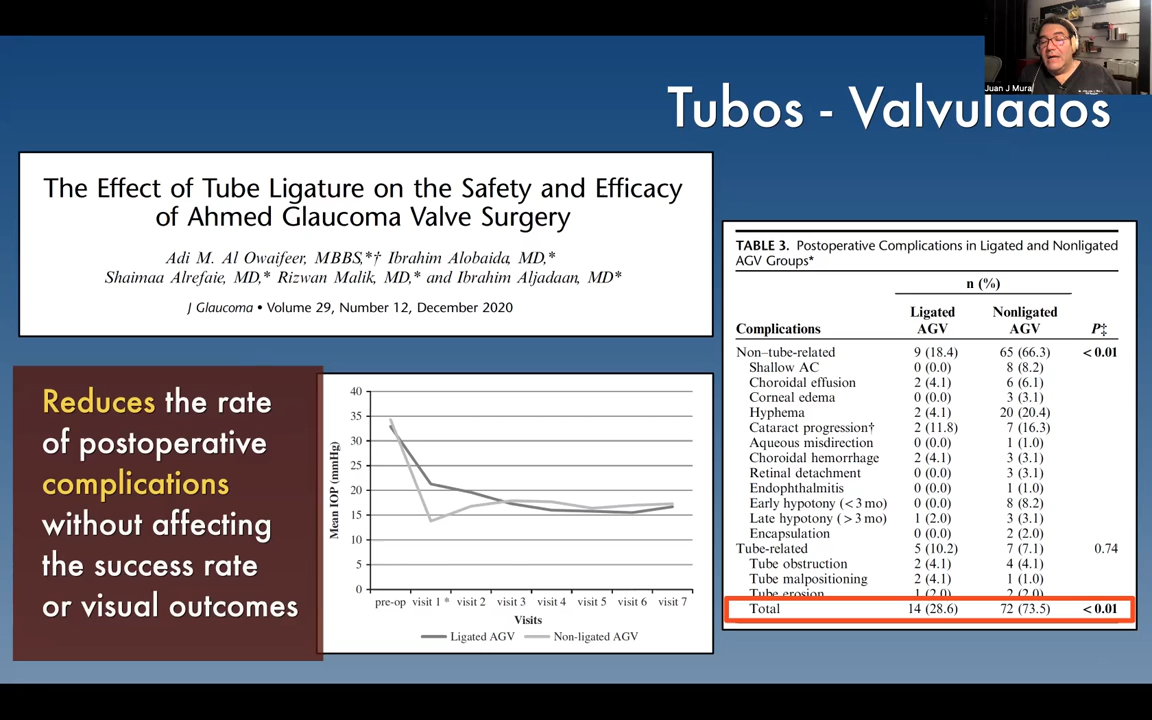 Juan J Mura
Tubos - Valvulados
The Effect of Tube Ligature on the Safety and Efficacy
of Ahmed Glaucoma Valve Surgery
Adi M. Al Owaifeer, MBBS,*† Ibrahim Alobaida, MD,*
Shaimaa Alrefaie, MD,* Rizwan Malik, MD,* and Ibrahim Aljadaan, MD*
J Glaucoma • Volume 29, Number 12, December 2020
Reduces the rate
of postoperative
complications
without affecting
the success rate
or visual outcomes
Mean IOP (mmHg)
40
35
30
25
20
15
10
5
0
pre-op visit 1 * visit 2 visit 3 visit 4 visit 5 visit 6 visit 7
Visits
Ligated AGV Non-ligated AGV
TABLE 3. Postoperative Complications in Ligated and Nonligated
AGV Groups*
n (%)
Ligated Nonligated
Complications AGV AGV P‡
Non–tube-related 9 (18.4) 65 (66.3) < 0.01
Shallow AC 0 (0.0) 8 (8.2)
Choroidal effusion 2 (4.1) 6 (6.1)
Corneal edema 0 (0.0) 3 (3.1)
Hyphema 2 (4.1) 20 (20.4)
Cataract progression† 2 (11.8) 7 (16.3)
Aqueous misdirection 0 (0.0) 1 (1.0)
Choroidal hemorrhage 2 (4.1) 3 (3.1)
Retinal detachment 0 (0.0) 3 (3.1)
Endophthalmitis 0 (0.0) 1 (1.0)
Early hypotony (< 3 mo) 0 (0.0) 8 (8.2)
Late hypotony (> 3 mo) 1 (2.0) 3 (3.1)
Encapsulation 0 (0.0) 2 (2.0)
Tube-related 5 (10.2) 7 (7.1) 0.74
Tube obstruction 2 (4.1) 4 (4.1)
Tube malpositioning 2 (4.1) 1 (1.0)
Tube erosion 1 (2.0) 2 (2.0)
Total 14 (28.6) 72 (73.5) < 0.01